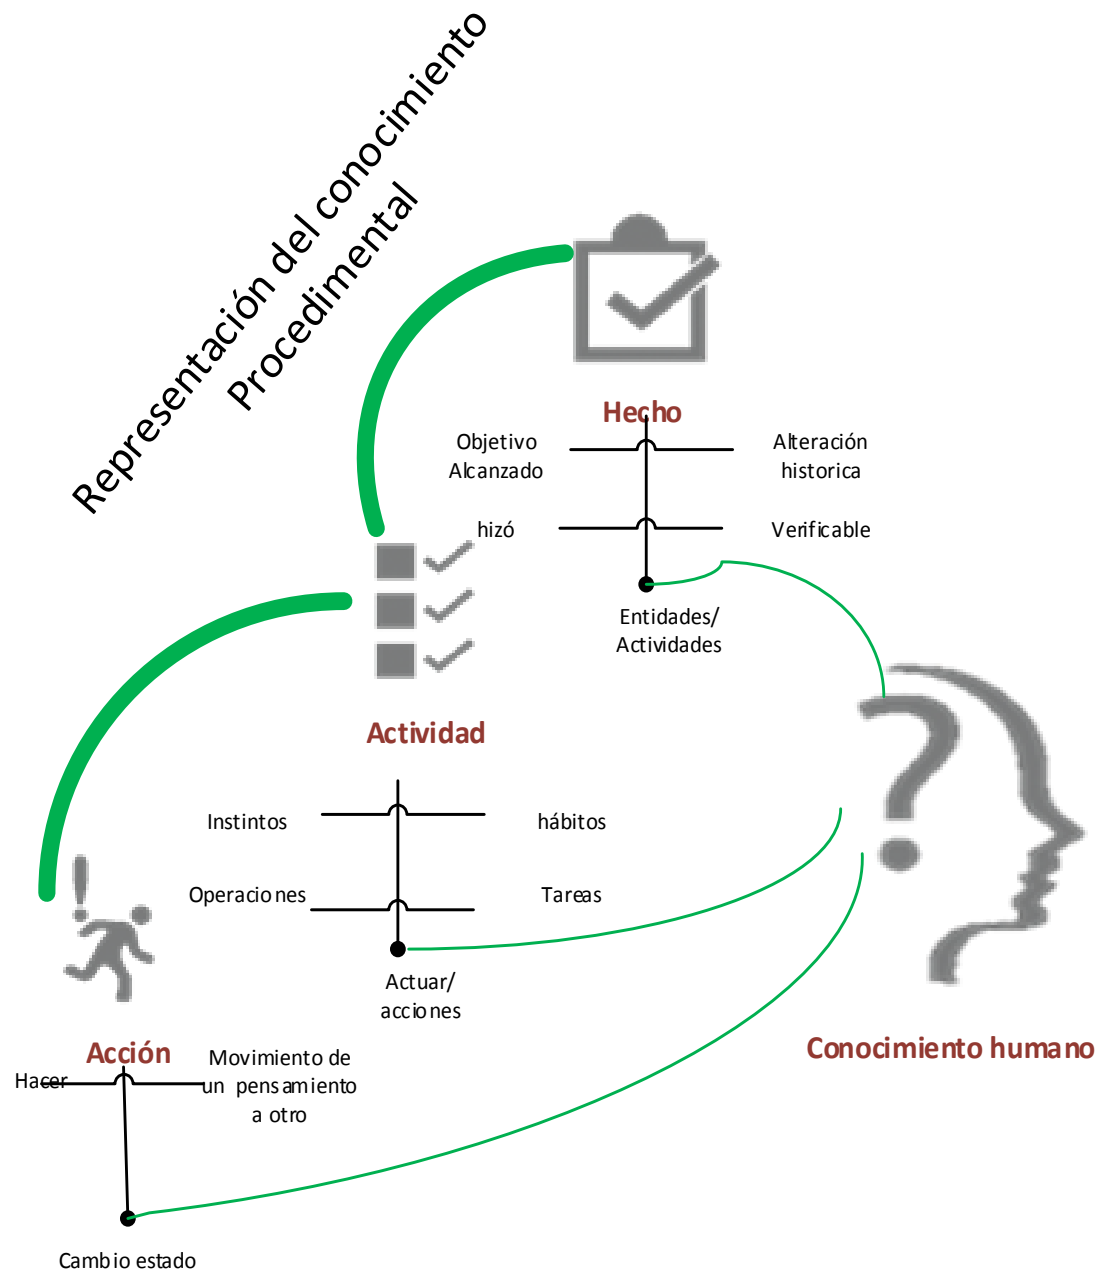 Representación del conocimiento
Procedimental
Hecho
Objetivo
Alcanzado
Alteración
historica
hizó
Verificable
Entidades/
Actividades
Actividad
Instintos
hábitos
Operaciones
Tareas
Actuar/
acciones
Conocimiento humano
Acción
Hacer
Movimiento de
un pensamiento
a otro
Cambio estado